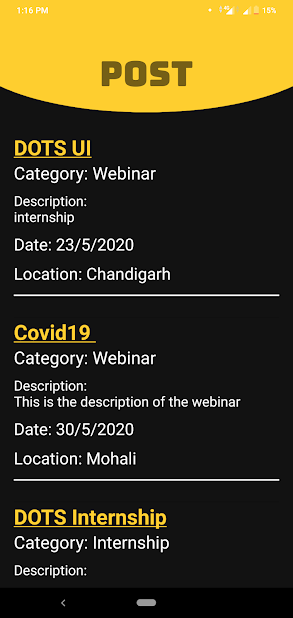 1:16 PM
15%
POST
DOTS UI
Category: Webinar
Description:
internship
Date: 23/5/2020
Location: Chandigarh
Covid19
Category: Webinar
Description:
This is the description of the webinar
Date: 30/5/2020
Location: Mohali
DOTS Internship
Category: Internship
Description: